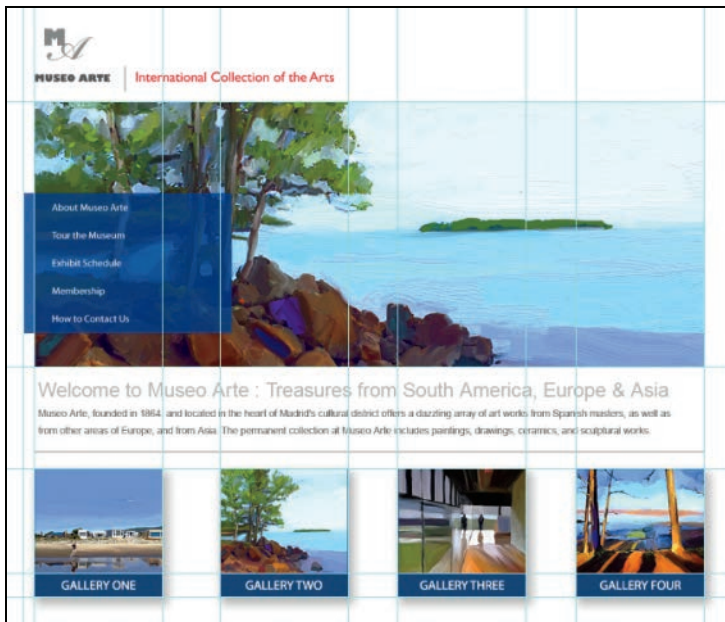 MA
MUSEO ARTE
International Collection of the Arts
About Museo Arte
Tour the Museum
Exhibit Schedule
Membership
How to Contact Us
Welcome to Museo Arte : Treasures from South America, Europe & Asia
Museo Arte, founded in 1864, and located in the heart of Madrid's cultural district offers a dazzling array of art works from Spanish masters, as well as
from other areas of Europe, and from Asia. The permanent collection at Museo Arte includes paintings, drawings, ceramics, and sculptural works.
GALLERY ONE
GALLERY TWO
GALLERY THREE
GALLERY FOUR